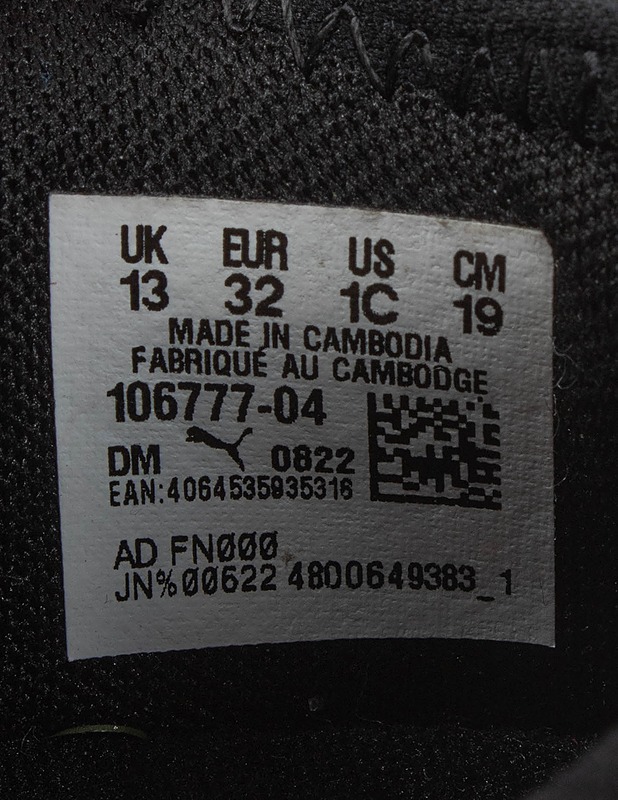 UK EUR US CM
13 32 1C 19
MADE IN CAMBODIA
FABRIQUÉ AU CAMBODGE
106777-04
DM 0822
EAN:4064535935316
AD FN000
JN%00622 48D0649383_1